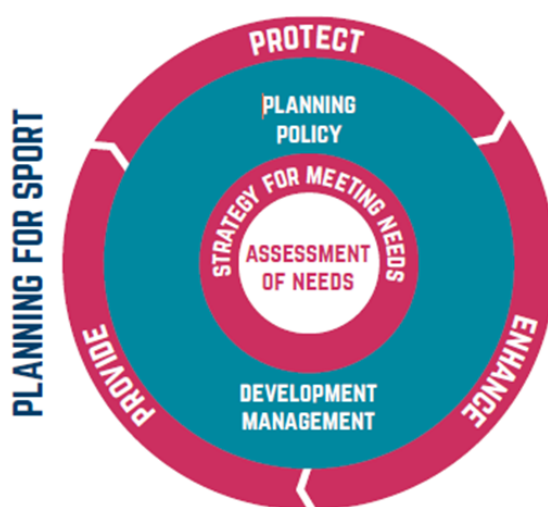 PLANNING FOR SPORT
PROTECT
PLANNING
POLICY
STRATEGY FOR MEETING NEEDS
ASSESSMENT
OF NEEDS
DEVELOPMENT
MANAGEMENT
PROVIDE
ENHANCE